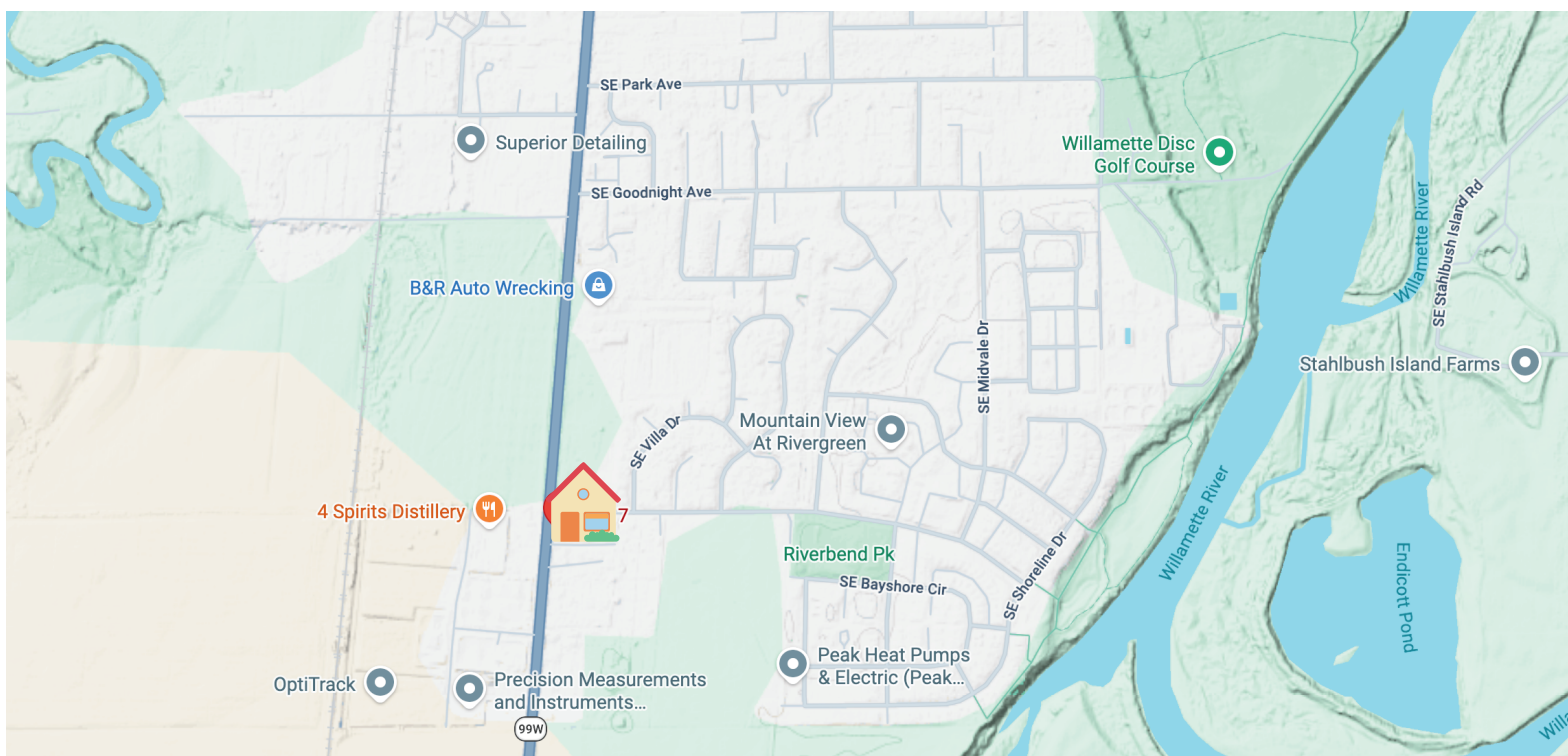 SE Park Ave
Superior Detailing
Willamette Disc
Golf Course
SE Goodnight Ave
Willamette River
SE Stahlbush Island Rd
B&R Auto Wrecking
SE Midvale Dr
Stahlbush Island Farms
SE Villa Dr
Mountain View
At Rivergreen
4 Spirits Distillery
7
Willamette River
Riverbend Pk
SE Bayshore Cir
SE Shoreline Dr
Endicott Pond
OptiTrack
Precision Measurements
and Instruments...
Peak Heat Pumps
& Electric (Peak...
99W
Willa